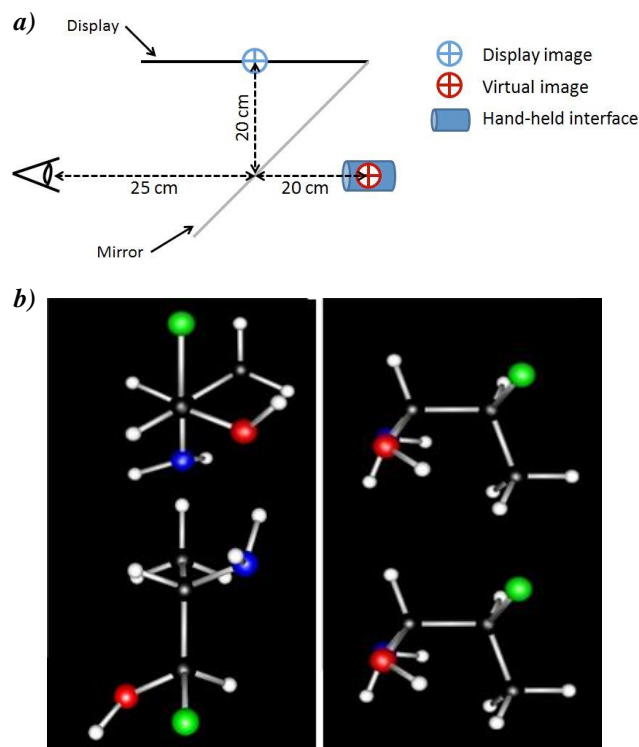 a)
Display
Display image
Virtual image
Hand-held interface
20 cm
25 cm
20 cm
Mirror
b)